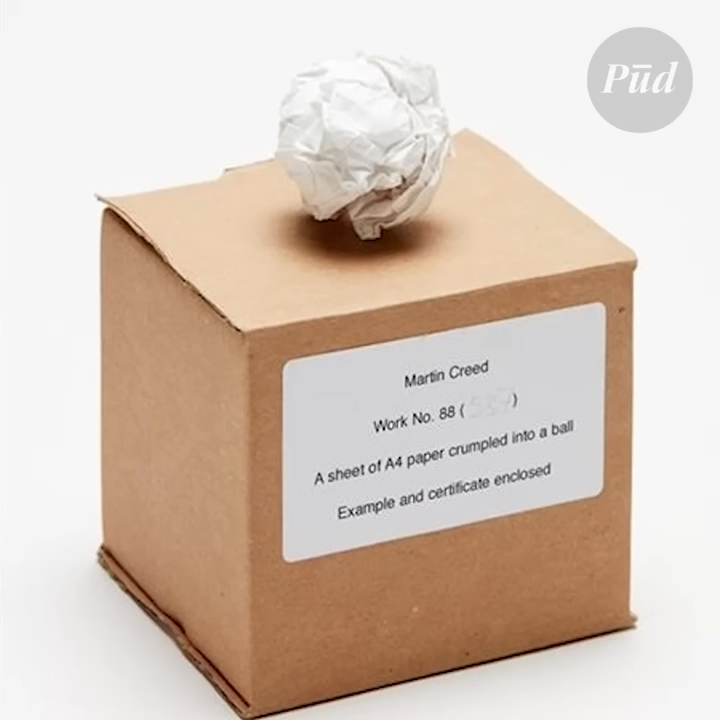 Pūd
Martin Creed
Work No. 88 ( )
A sheet of A4 paper crumpled into a ball
Example and certificate enclosed